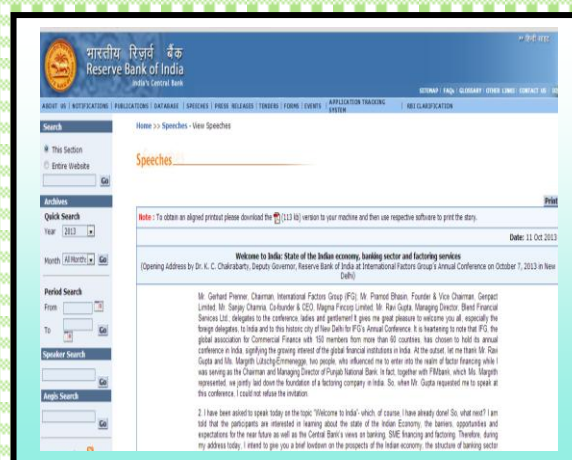 भारतीय रिज़र्व बैंक
Reserve Bank of India
India's Central Bank
SITEMAP | FAQs | GLOSSARY | OTHER LINKS | CONTACT US
ABOUT US | NOTIFICATIONS | PUBLICATIONS | DATABASE | SPEECHES | PRESS RELEASES | TENDERS | FORMS | EVENTS | APPLICATION TRACKING SYSTEM | RBI CLARIFICATION
Search
This Section
Entire Website
Go
Archives
Quick Search
Year 2013
Month All Months Go
Period Search
From
To Go
Speaker Search
Go
Aegis Search
Go
Home >> Speeches - View Speeches
Speeches
Print
Note : To obtain an aligned printout please download the (113 kb) version to your machine and then use respective software to print the story.
Date: 11 Oct 2013
Welcome to India: State of the Indian economy, banking sector and factoring services
(Opening Address by Dr. K. C. Chakrabarty, Deputy Governor, Reserve Bank of India at International Factors Group's Annual Conference on October 7, 2013 in New
Delhi)
Mr. Gerhard Prenner, Chairman, International Factors Group (IFG); Mr. Pramod Bhasin, Founder & Vice Chairman, Genpact
Limited; Mr. Sanjay Chamria, Co-founder & CEO, Magma Fincorp Limited; Mr. Ravi Gupta, Managing Director, Blend Financial
Services Ltd.; delegates to the conference, ladies and gentlemen! It gives me great pleasure to welcome you all, especially the
foreign delegates, to India and to this historic city of New Delhi for IFG's Annual Conference. It is heartening to note that IFG, the
global association for Commercial Finance with 150 members from more than 60 countries, has chosen to hold its annual
conference in India, signifying the growing interest of the global financial institutions in India. At the outset, let me thank Mr. Ravi
Gupta and Ms. Margrith Lütschg-Emmenegger, two people, who influenced me to enter into the realm of factor financing while I
was serving as the Chairman and Managing Director of Punjab National Bank. In fact, together with FIMbank, which Ms. Margrith
represented, we jointly laid down the foundation of a factoring company in India. So, when Mr. Gupta requested me to speak at
this conference, I could not refuse the invitation.
2. I have been asked to speak today on the topic "Welcome to India'- which, of course, I have already done! So, what next? I am
told that the participants are interested in learning about the state of the Indian Economy, the barriers, opportunities and
expectations for the near future as well as the Central Bank's views on banking, SME financing and factoring. Therefore, during
my address today, I intend to give you a brief lowdown on the prospects of the Indian economy, the structure of banking sector